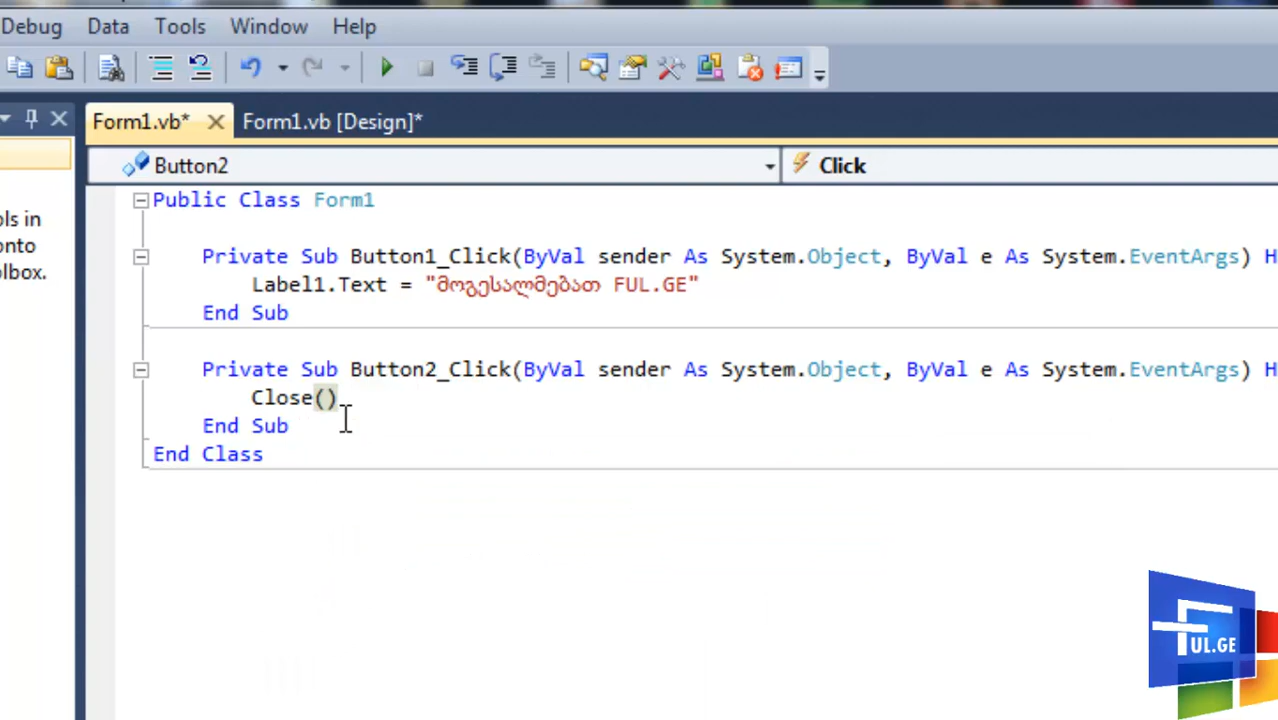 Debug Data Tools Window Help
Form1.vb* Form1.vb [Design]*
Button2 Click
ls in
onto
lbox.
Public Class Form1
Private Sub Button1_Click(ByVal sender As System.Object, ByVal e As System.EventArgs) H
Label1.Text = "მოგესალმებათ FUL.GE"
End Sub
Private Sub Button2_Click(ByVal sender As System.Object, ByVal e As System.EventArgs) H
Close()
End Sub
End Class
FUL.GE